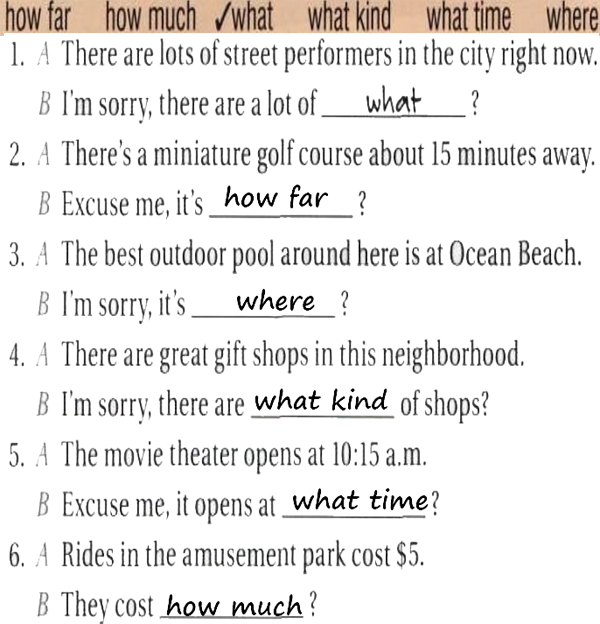 how far how much ✓what what kind what time where
1. A There are lots of street performers in the city right now.
B I'm sorry, there are a lot of what ?
2. A There's a miniature golf course about 15 minutes away.
B Excuse me, it's how far ?
3. A The best outdoor pool around here is at Ocean Beach.
B I'm sorry, it's where ?
4. A There are great gift shops in this neighborhood.
B I'm sorry, there are what kind of shops?
5. A The movie theater opens at 10:15 a.m.
B Excuse me, it opens at what time?
6. A Rides in the amusement park cost $5.
B They cost how much?